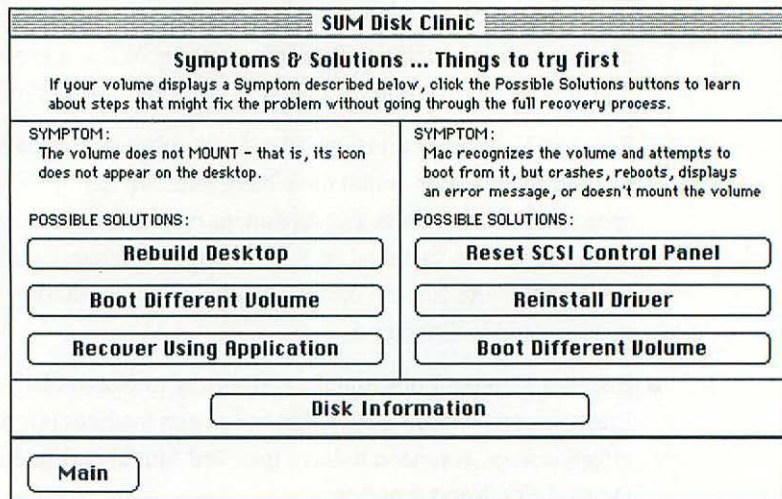 SUM Disk Clinic
Symptoms & Solutions ... Things to try first
If your volume displays a Symptom described below, click the Possible Solutions buttons to learn
about steps that might fix the problem without going through the full recovery process.
SYMPTOM:
The volume does not MOUNT - that is, its icon
does not appear on the desktop.
POSSIBLE SOLUTIONS:
Rebuild Desktop
Boot Different Volume
Recover Using Application
SYMPTOM:
Mac recognizes the volume and attempts to
boot from it, but crashes, reboots, displays
an error message, or doesn't mount the volume
POSSIBLE SOLUTIONS:
Reset SCSI Control Panel
Reinstall Driver
Boot Different Volume
Disk Information
Main